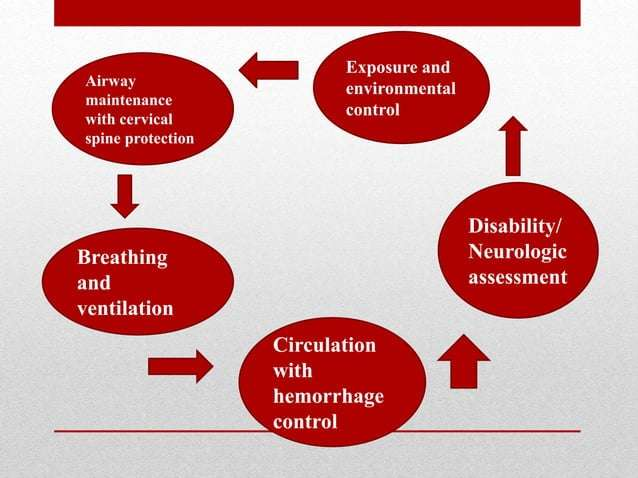 Airway
maintenance
with cervical
spine protection
Breathing
and
ventilation
Circulation
with
hemorrhage
control
Disability/
Neurologic
assessment
Exposure and
environmental
control